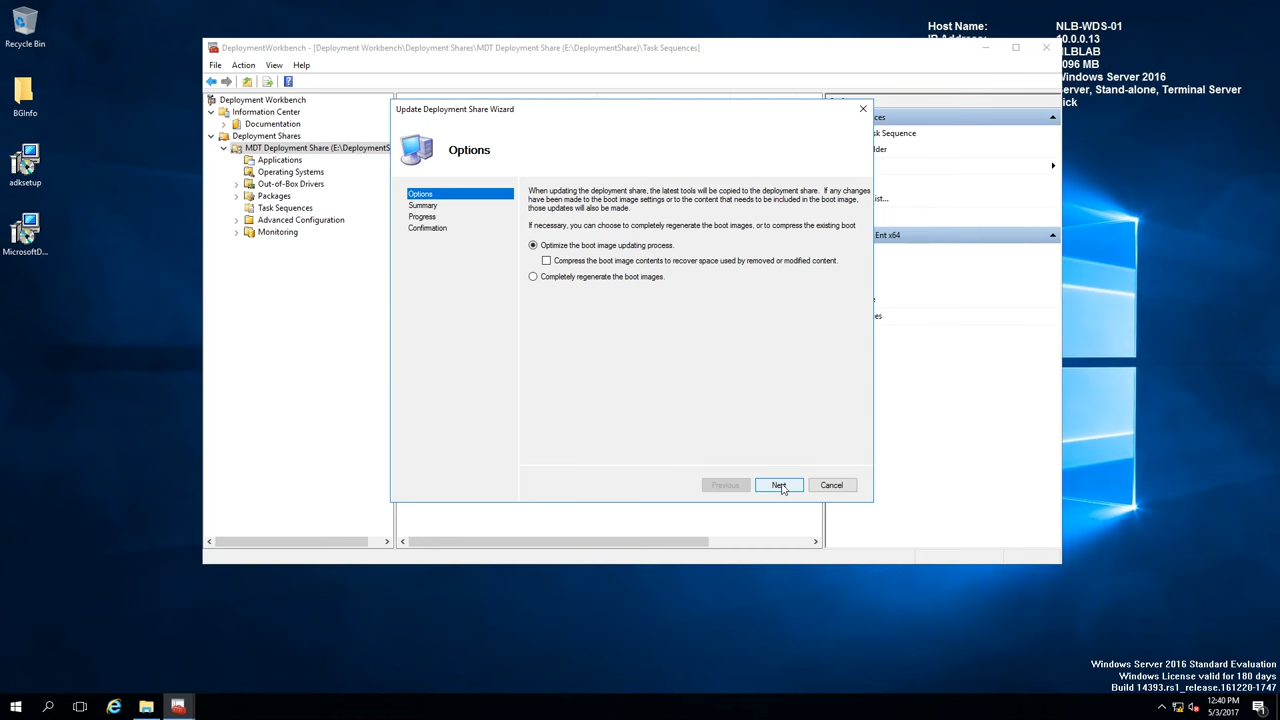 Recycle Bin
BGInfo
adksetup
MicrosoftD...
Host Name:
NLB-WDS-01
10.0.0.13
NLBLAB
096 MB
Windows Server 2016
erver, Stand-alone, Terminal Server
ick
DeploymentWorkbench - [Deployment Workbench\Deployment Shares\MDT Deployment Share (E:\DeploymentShare)\Task Sequences]
File
Action
View
Help
Deployment Workbench
Information Center
Documentation
Deployment Shares
MDT Deployment Share (E:\DeploymentS
Applications
Operating Systems
Out-of-Box Drivers
Packages
Task Sequences
Advanced Configuration
Monitoring
Update Deployment Share Wizard
Options
Options
Summary
Progress
Confirmation
When updating the deployment share, the latest tools will be copied to the deployment share. If any changes
have been made to the boot image settings or to the content that needs to be included in the boot image,
those updates will also be made.
If necessary, you can choose to completely regenerate the boot images, or to compress the existing boot
Optimize the boot image updating process.
Compress the boot image contents to recover space used by removed or modified content.
Completely regenerate the boot images.
Previous
Next
Cancel
ces
sk Sequence
lder
ist...
Ent x64
e
es
Windows Server 2016 Standard Evaluation
Windows License valid for 180 days
Build 14393.rs1_release.161220-1747
12:40 PM
5/3/2017
1